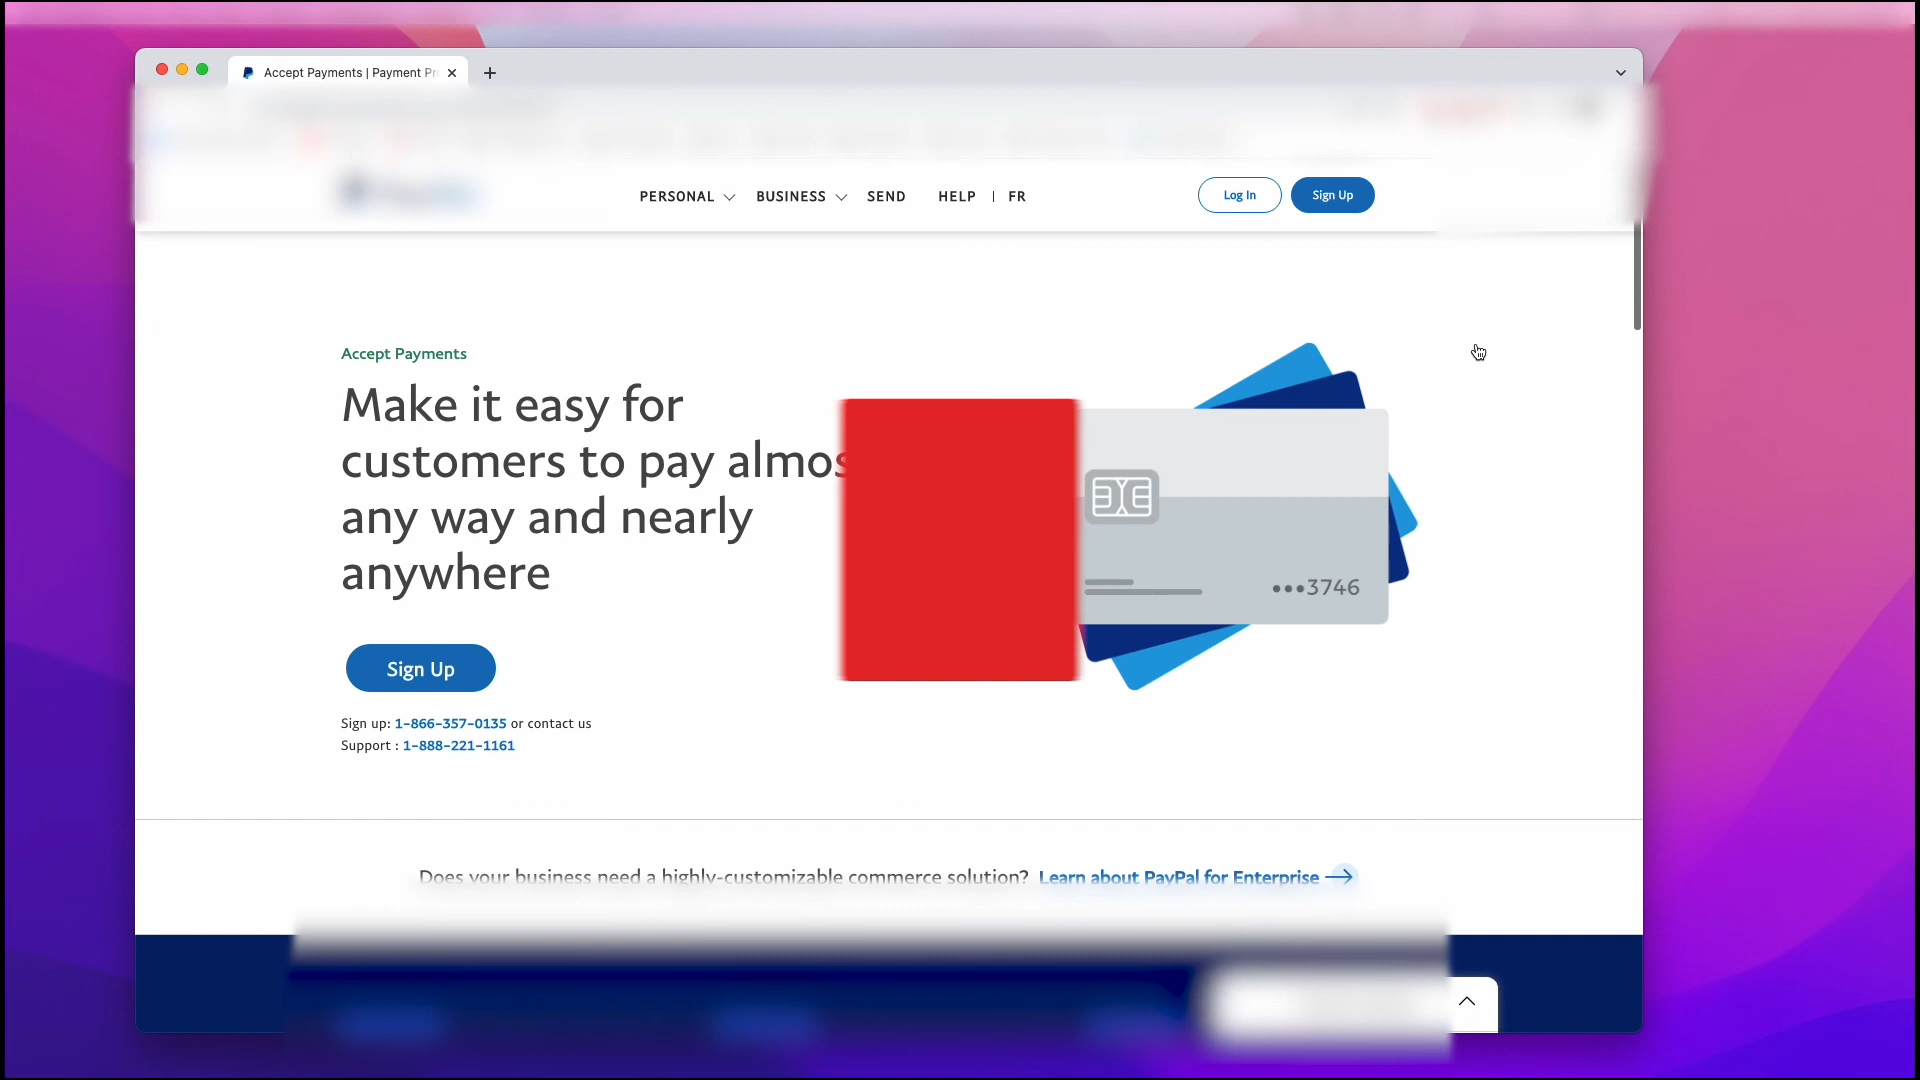 Accept Payments | Payment Pr
PERSONAL BUSINESS SEND HELP | FR
Log In Sign Up
Accept Payments
Make it easy for
customers to pay almos
any way and nearly
anywhere
•••3746
Sign Up
Sign up: 1-866-357-0135 or contact us
Support : 1-888-221-1161
Does your business need a highly-customizable commerce solution? Learn about PayPal for Enterprise